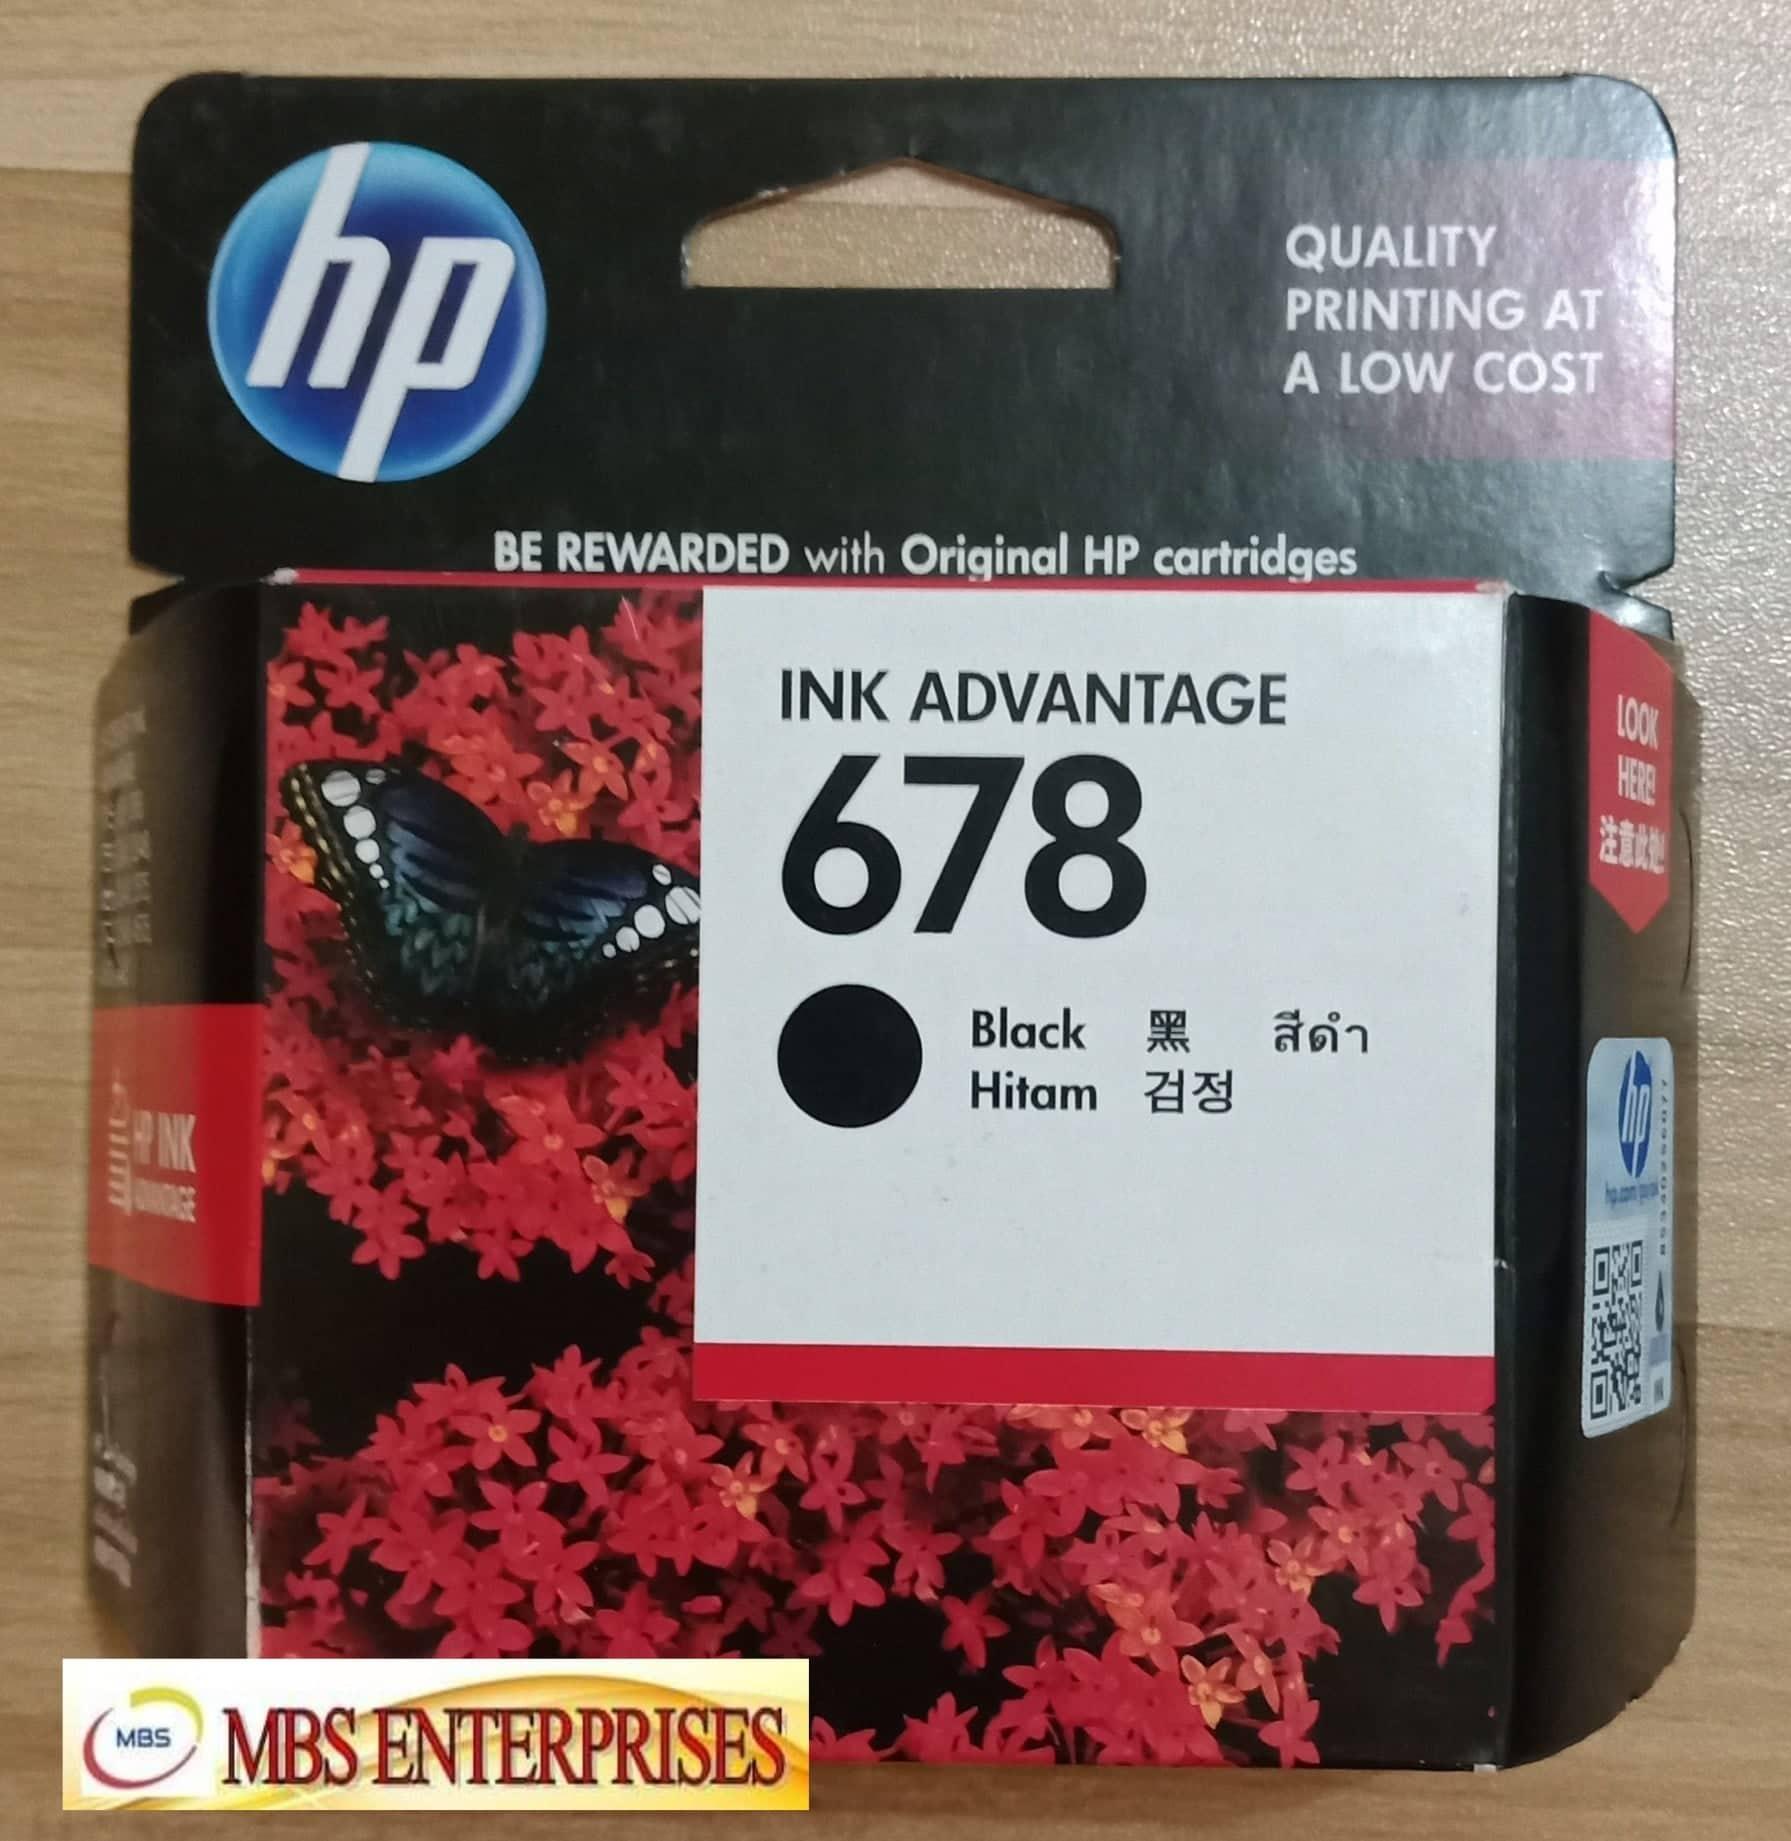 hp
QUALITY
PRINTING AT
A LOW COST
BE REWARDED with Original HP cartridges
INK ADVANTAGE
678
Black 黑 สีดำ
Hitam 검정
LOOK
HERE!
注意此处!
HP INK
ADVANTAGE
hp
MBS
MBS ENTERPRISES